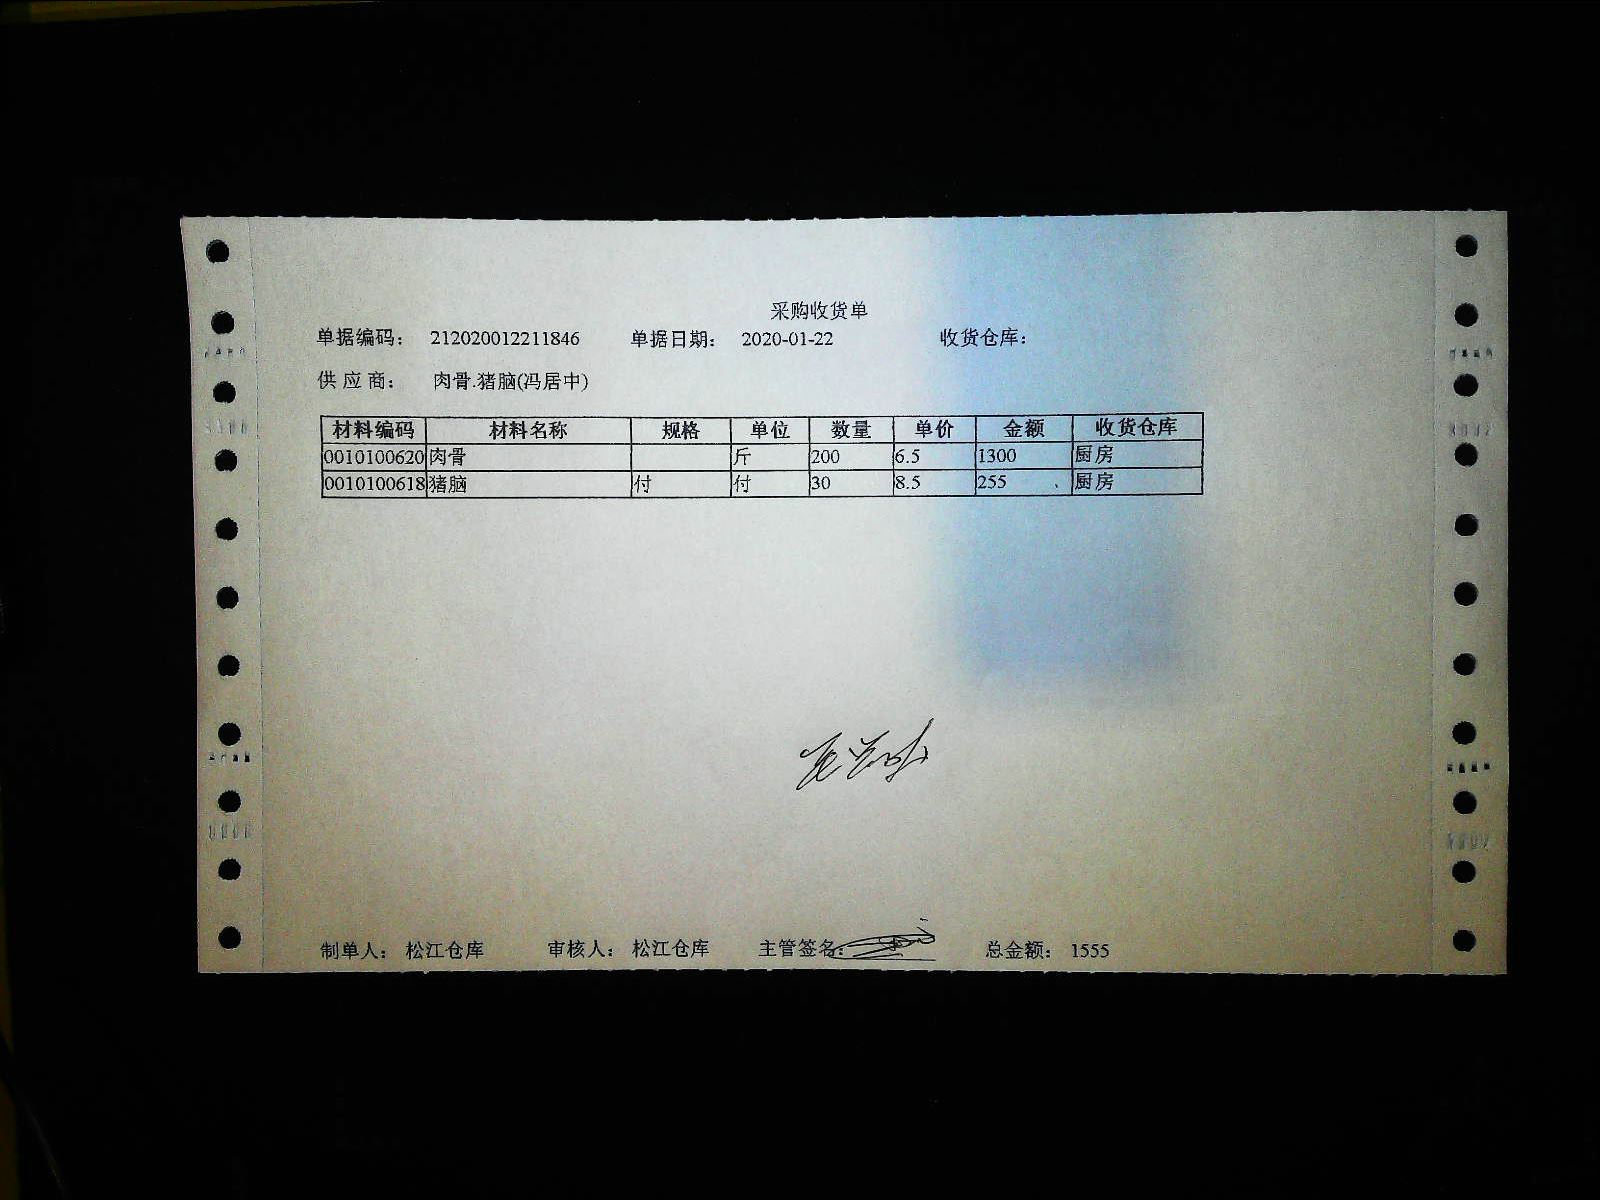 采购收货单
单据编码: 212020012211846 单据日期: 2020-01-22 收货仓库:
供应商: 肉骨.猪脑(冯居中)
材料编码 材料名称 规格 单位 数量 单价 金额 收货仓库
0010100620 肉骨 斤 200 6.5 1300 厨房
0010100618 猪脑 付 付 30 8.5 255 厨房
制单人: 松江仓库 审核人: 松江仓库 主管签名: 总金额: 1555